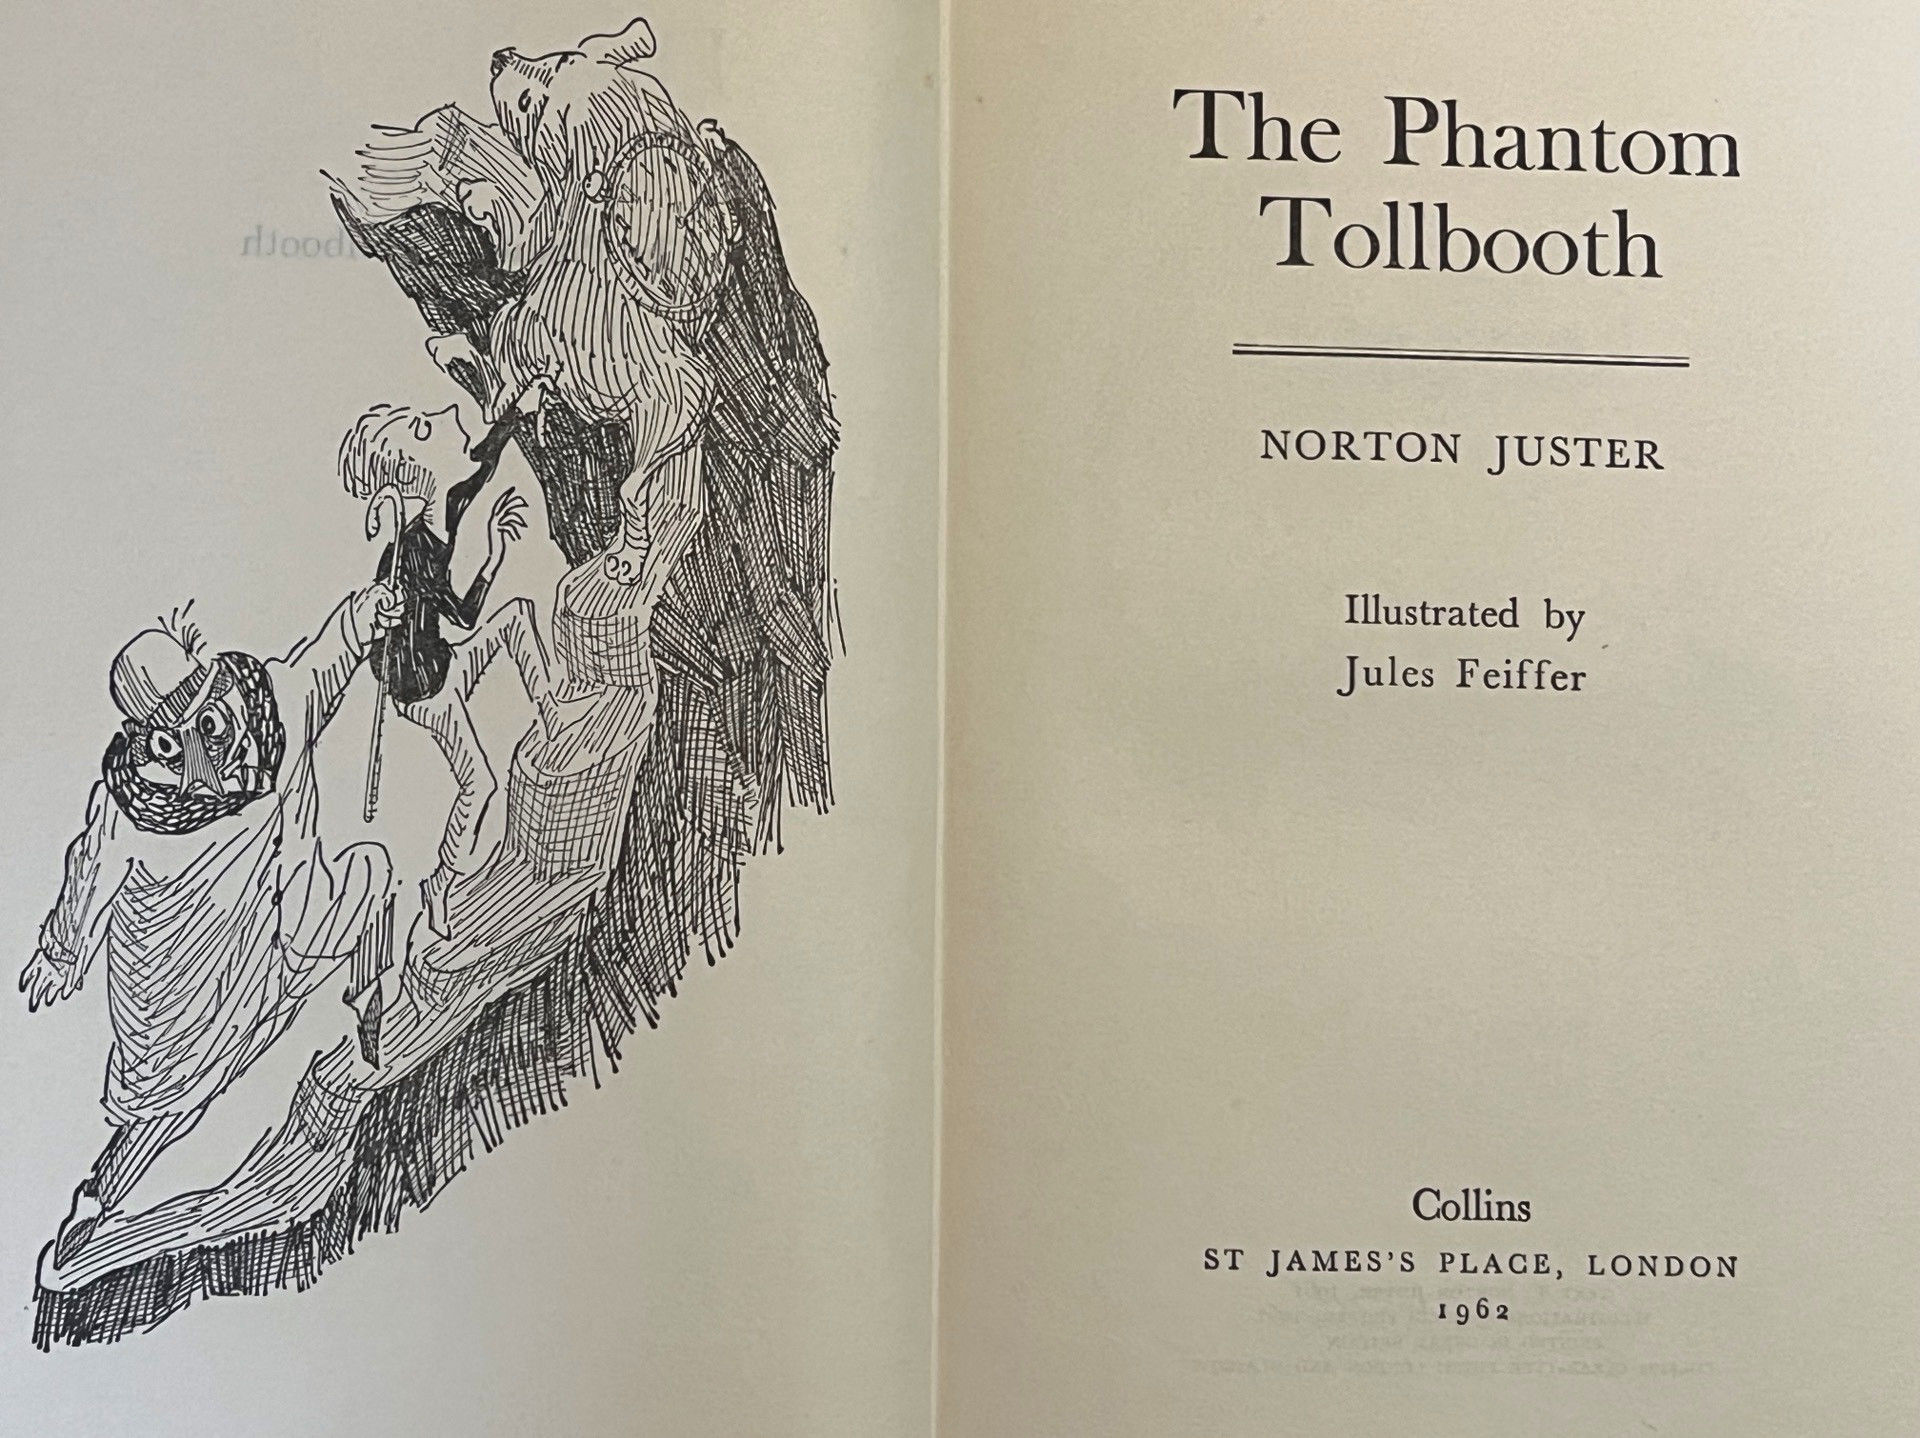 The Phantom
Tollbooth
NORTON JUSTER
Illustrated by
Jules Feiffer
Collins
ST JAMES'S PLACE, LONDON
1962